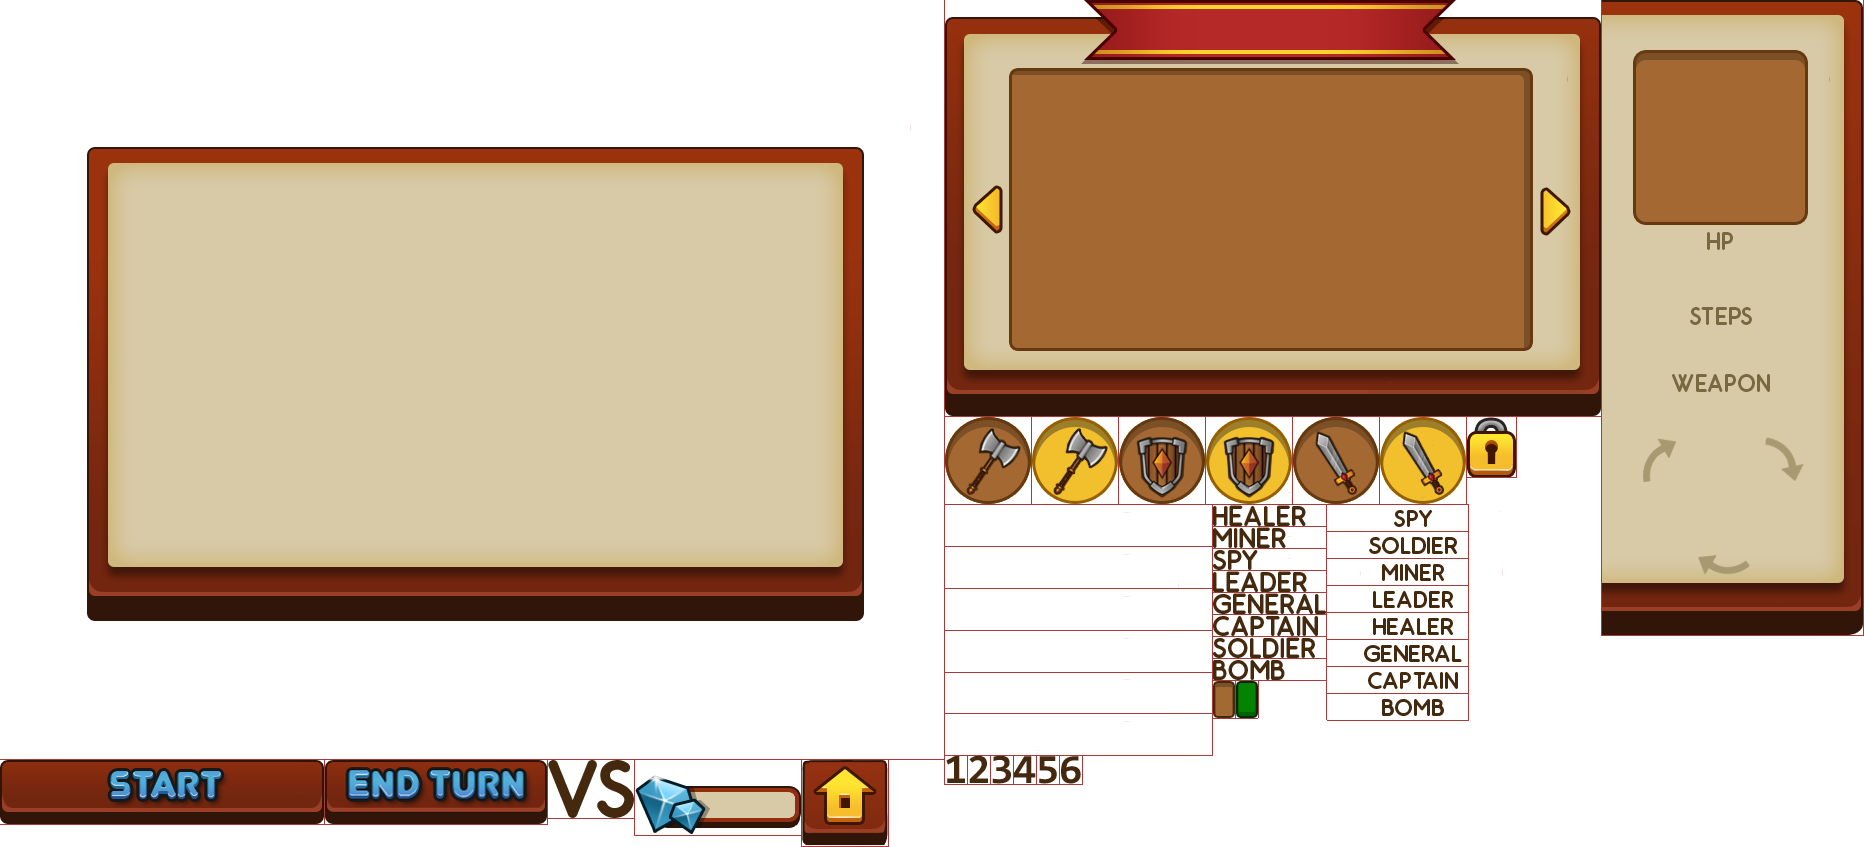 HP
STEPS
WEAPON
HEALER
MINER
SPY
LEADER
GENERAL
CAPTAIN
SOLDIER
BOMB
SPY
SOLDIER
MINER
LEADER
HEALER
GENERAL
CAPTAIN
BOMB
START
END TURN
VS
123456